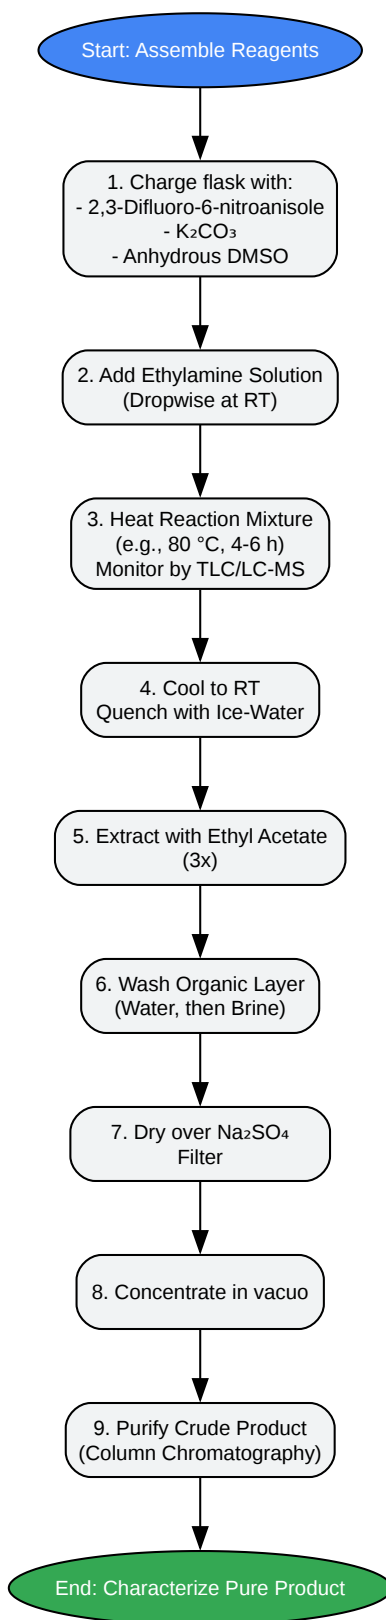 Start: Assemble Reagents
1. Charge flask with:
- 2,3-Difluoro-6-nitroanisole
- K₂CO₃
- Anhydrous DMSO
2. Add Ethylamine Solution
(Dropwise at RT)
3. Heat Reaction Mixture
(e.g., 80 °C, 4-6 h)
Monitor by TLC/LC-MS
4. Cool to RT
Quench with Ice-Water
5. Extract with Ethyl Acetate
(3x)
6. Wash Organic Layer
(Water, then Brine)
7. Dry over Na₂SO₄
Filter
8. Concentrate in vacuo
9. Purify Crude Product
(Column Chromatography)
End: Characterize Pure Product